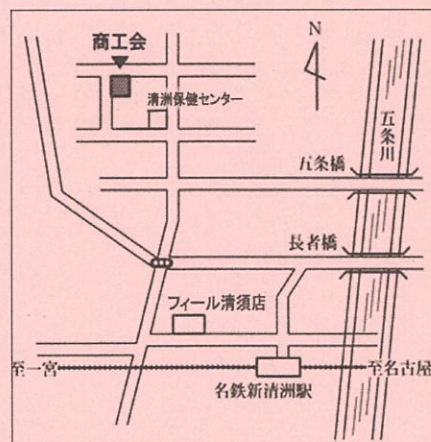 商工会
N
清洲保健センター
五条川
五条橋
長者橋
フィール清須店
至一宮
至名古屋
名鉄新清洲駅